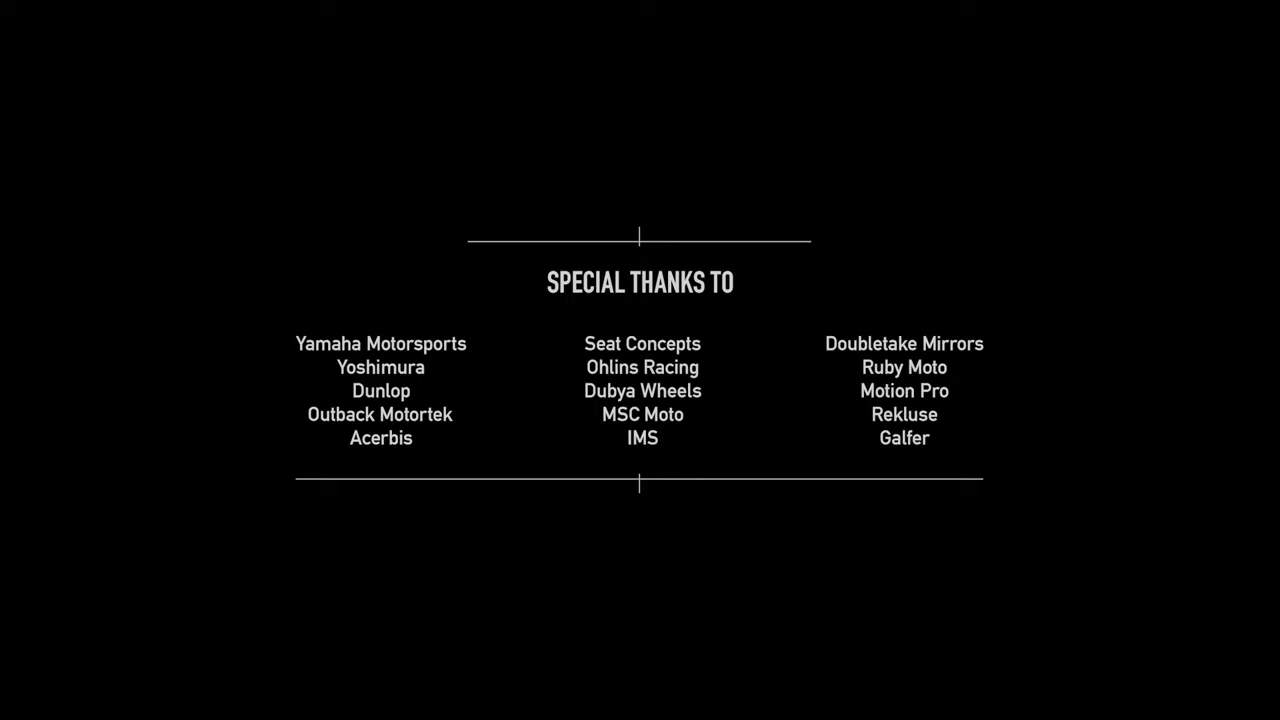 SPECIAL THANKS TO
Yamaha Motorsports
Yoshimura
Dunlop
Outback Motortek
Acerbis
Seat Concepts
Ohlins Racing
Dubya Wheels
MSC Moto
IMS
Doubletake Mirrors
Ruby Moto
Motion Pro
Rekluse
Galfer